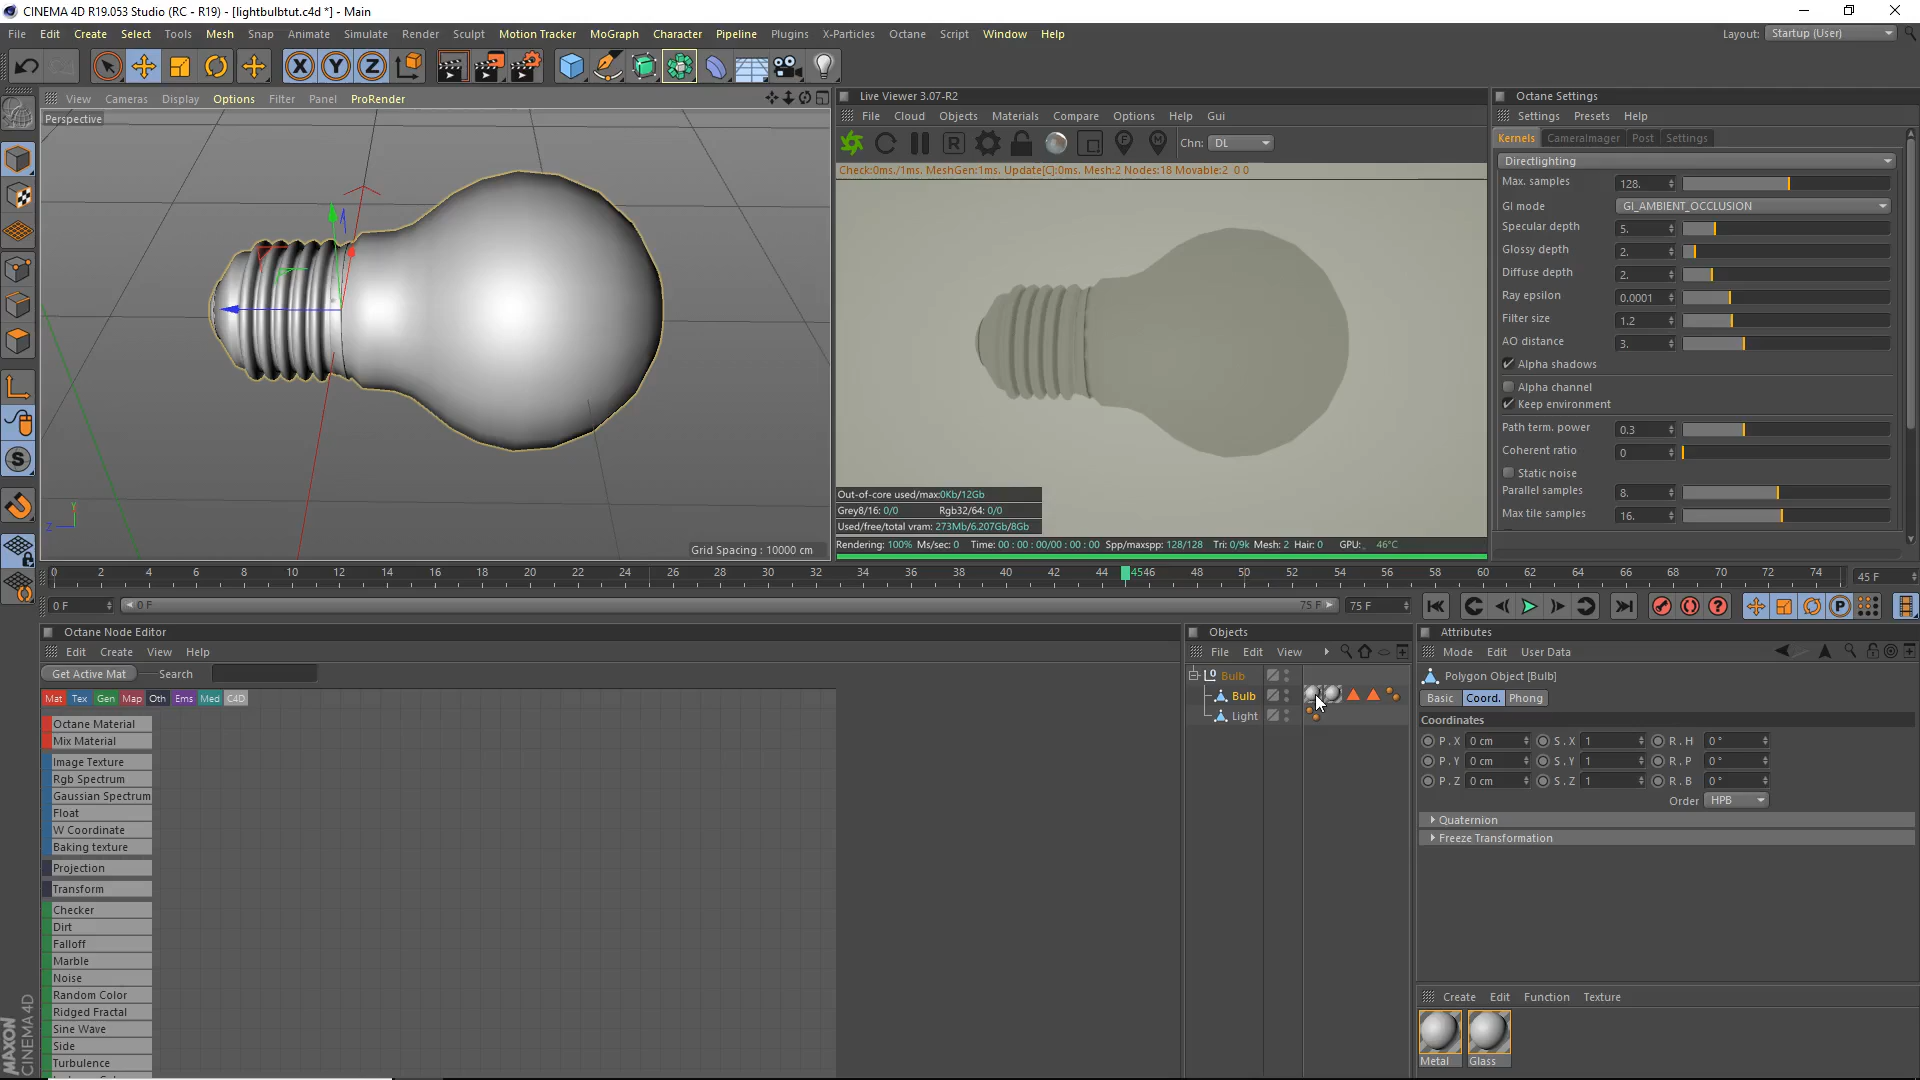 CINEMA 4D R19.053 Studio (RC - R19) - [lightbulbtut.c4d *] - Main
File Edit Create Select Tools Mesh Snap Animate Simulate Render Sculpt Motion Tracker MoGraph Character Pipeline Plugins X-Particles Octane Script Window Help
Layout: Startup (User)
X Y Z
View Cameras Display Options Filter Panel ProRender
Perspective
Grid Spacing : 10000 cm
Live Viewer 3.07-R2
File Cloud Objects Materials Compare Options Help Gui
R
Chn: DL
Check:0ms./1ms. MeshGen:1ms. Update[C]:0ms. Mesh:2 Nodes:18 Movable:2 0 0
Out-of-core used/max:0Kb/12Gb
Grey8/16: 0/0 Rgb32/64: 0/0
Used/free/total vram: 273Mb/6.207Gb/8Gb
Rendering: 100% Ms/sec: 0 Time: 00 : 00 : 00/00 : 00 : 00 Spp/maxspp: 128/128 Tri: 0/9k Mesh: 2 Hair: 0 GPU: 46°C
Octane Settings
Settings Presets Help
Kernels CameraImager Post Settings
Directlighting
Max. samples 128.
GI mode GI_AMBIENT_OCCLUSION
Specular depth 5.
Glossy depth 2.
Diffuse depth 2.
Ray epsilon 0.0001
Filter size 1.2
AO distance 3.
Alpha shadows
Alpha channel
Keep environment
Path term. power 0.3
Coherent ratio 0
Static noise
Parallel samples 8.
Max tile samples 16.
0 2 4 6 8 10 12 14 16 18 20 22 24 26 28 30 32 34 36 38 40 42 44 4546 48 50 52 54 56 58 60 62 64 66 68 70 72 74 45 F
0 F 0 F 75 F 75 F
Octane Node Editor
Edit Create View Help
Get Active Mat Search
Mat Tex Gen Map Oth Ems Med C4D
Octane Material
Mix Material
Image Texture
Rgb Spectrum
Gaussian Spectrum
Float
W Coordinate
Baking texture
Projection
Transform
Checker
Dirt
Falloff
Marble
Noise
Random Color
Ridged Fractal
Sine Wave
Side
Turbulence
Objects
File Edit View
Bulb
Bulb
Light
Attributes
Mode Edit User Data
Polygon Object [Bulb]
Basic Coord. Phong
Coordinates
P . X 0 cm S . X 1 R . H 0 °
P . Y 0 cm S . Y 1 R . P 0 °
P . Z 0 cm S . Z 1 R . B 0 °
Order HPB
Quaternion
Freeze Transformation
Create Edit Function Texture
Metal Glass
MAXON
CINEMA 4D